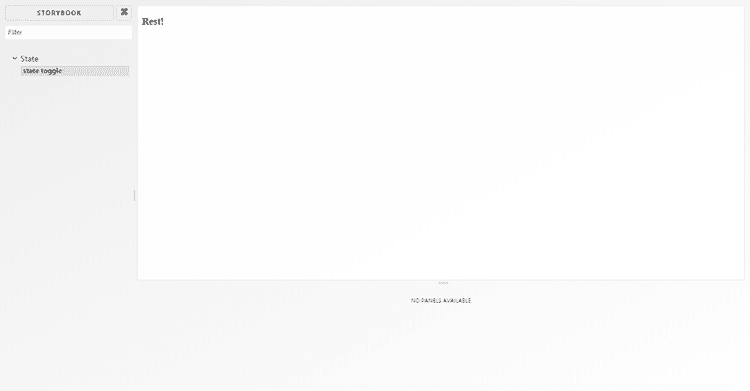 STORYBOOK
⌘
Filter
State
state toggle
Rest!
NO PANELS AVAILABLE